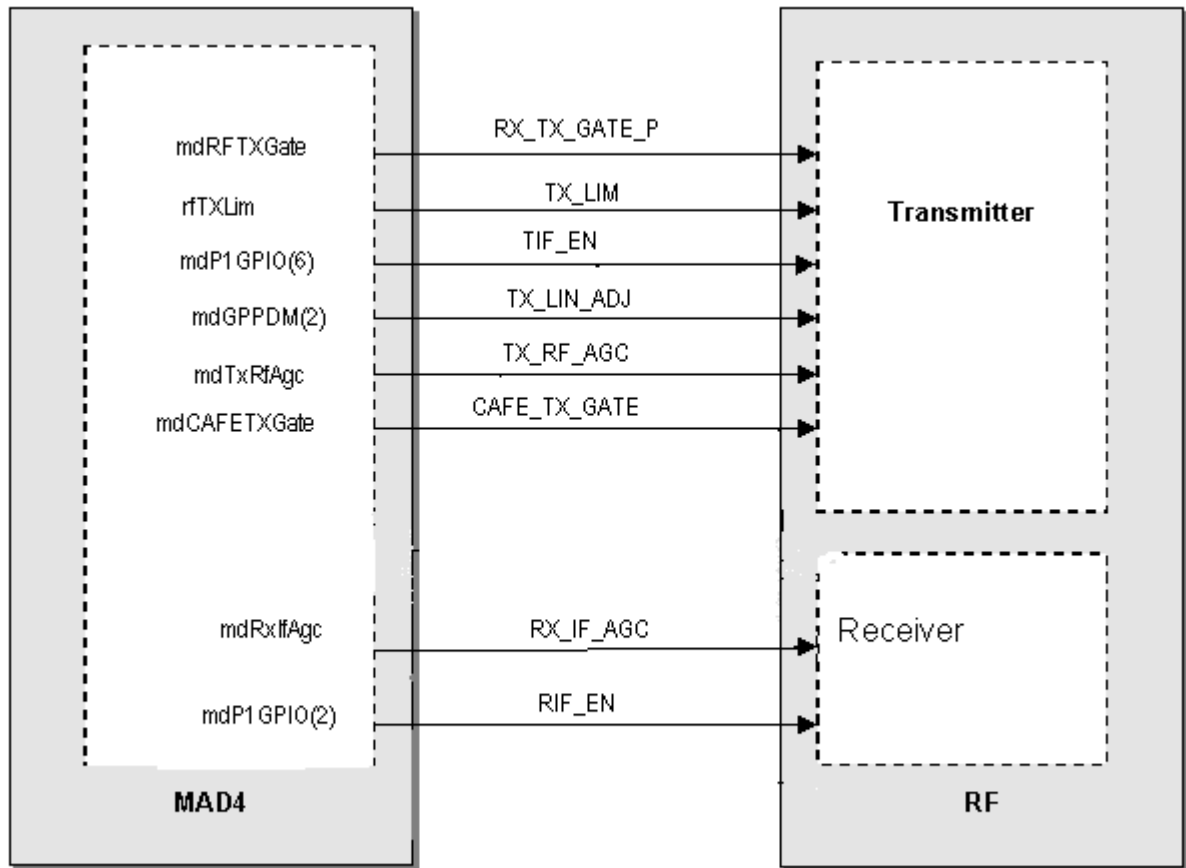 mdRFTXGate RX_TX_GATE_P
rfTXLim TX_LIM Transmitter
mdP1GPIO(6) TIF_EN
mdGPPDM(2) TX_LIN_ADJ
mdTxRfAgc TX_RF_AGC
mdCAFETXGate CAFE_TX_GATE
mdRxIfAgc RX_IF_AGC Receiver
mdP1GPIO(2) RIF_EN
MAD4 RF